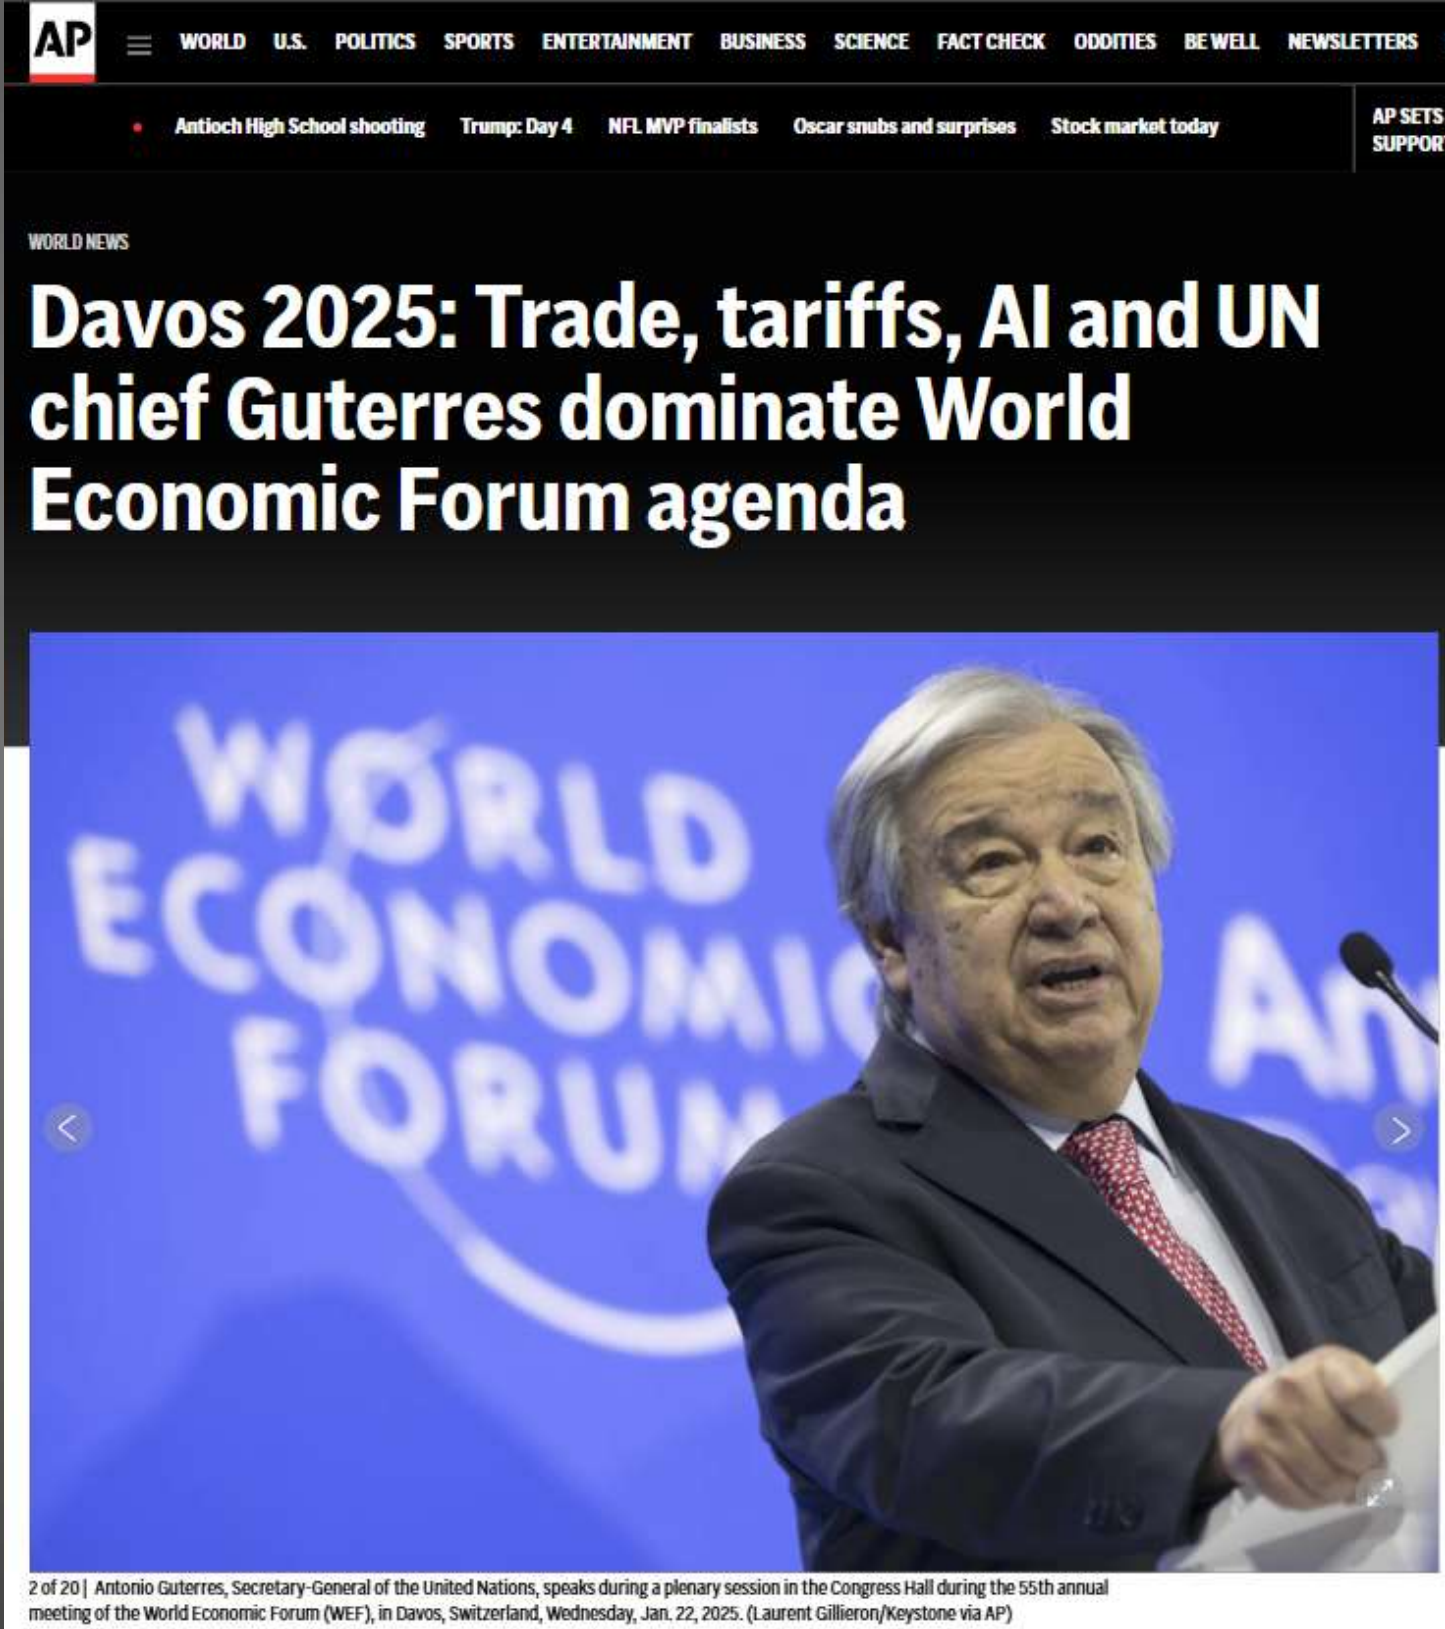 AP
WORLD U.S. POLITICS SPORTS ENTERTAINMENT BUSINESS SCIENCE FACT CHECK ODDITIES BE WELL NEWSLETTERS
Antioch High School shooting Trump: Day 4 NFL MVP finalists Oscar snubs and surprises Stock market today
AP SETS
SUPPOR
WORLD NEWS
Davos 2025: Trade, tariffs, AI and UN
chief Guterres dominate World
Economic Forum agenda
WORLD
ECONOMIC
FORUM
An
2 of 20 | Antonio Guterres, Secretary-General of the United Nations, speaks during a plenary session in the Congress Hall during the 55th annual
meeting of the World Economic Forum (WEF), in Davos, Switzerland, Wednesday, Jan. 22, 2025. (Laurent Gillieron/Keystone via AP)